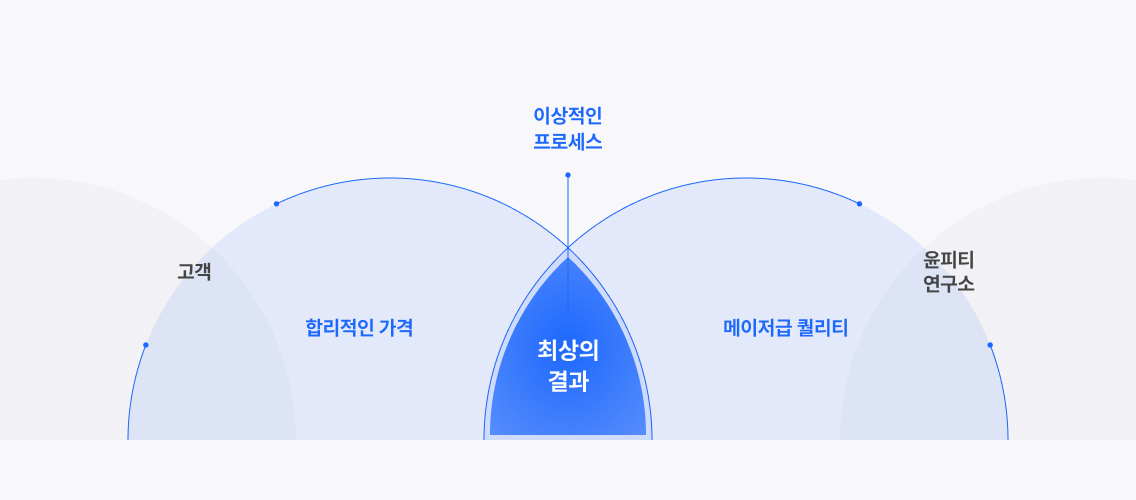 이상적인
프로세스
고객
윤피티
연구소
합리적인 가격
메이저급 퀄리티
최상의
결과